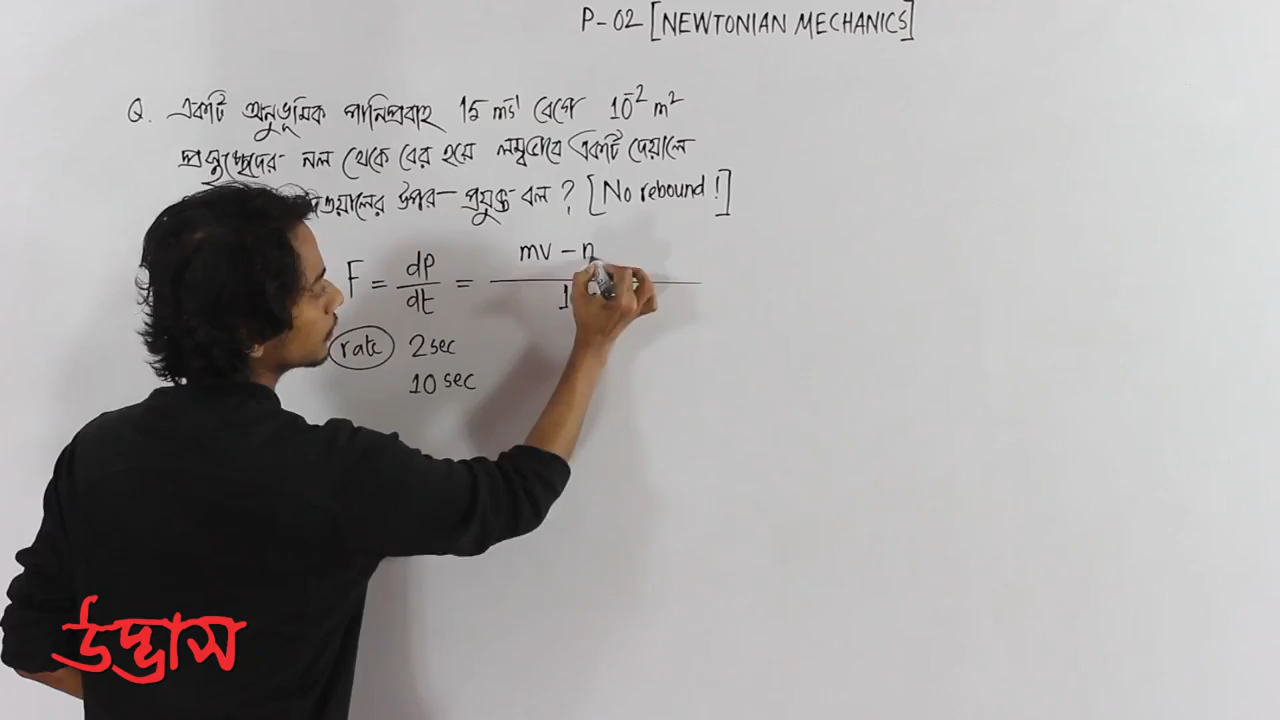 P-02 [NEWTONIAN MECHANICS]
Q. একটি অনুভূমিক পানিপ্রবাহ 15 ms⁻¹ বেগে 10⁻² m²
প্রস্থচ্ছেদের নল থেকে বের হয়ে লম্বভাবে একটি দেয়ালে
উপর প্রযুক্ত বল ? [No rebound !]
F = dP/dt = mv -
rate 2 sec
10 sec
উদ্ভাস